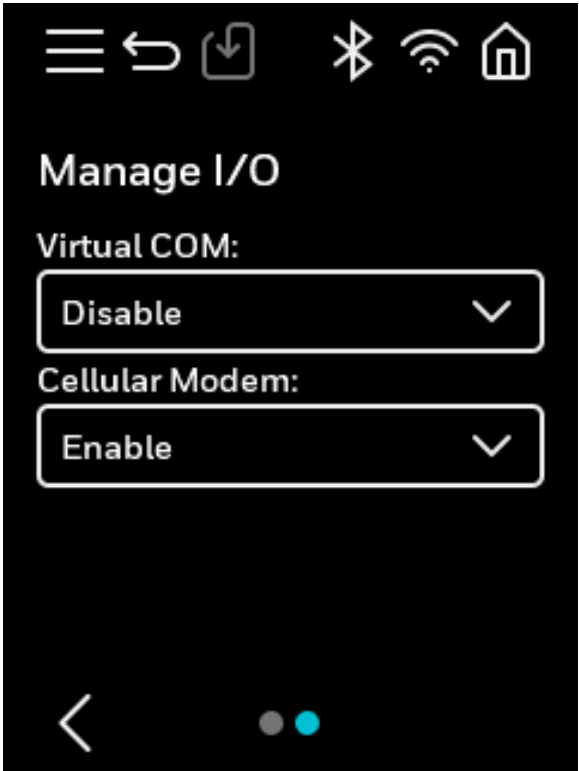 Manage I/O
Virtual COM:
Disable
Cellular Modem:
Enable